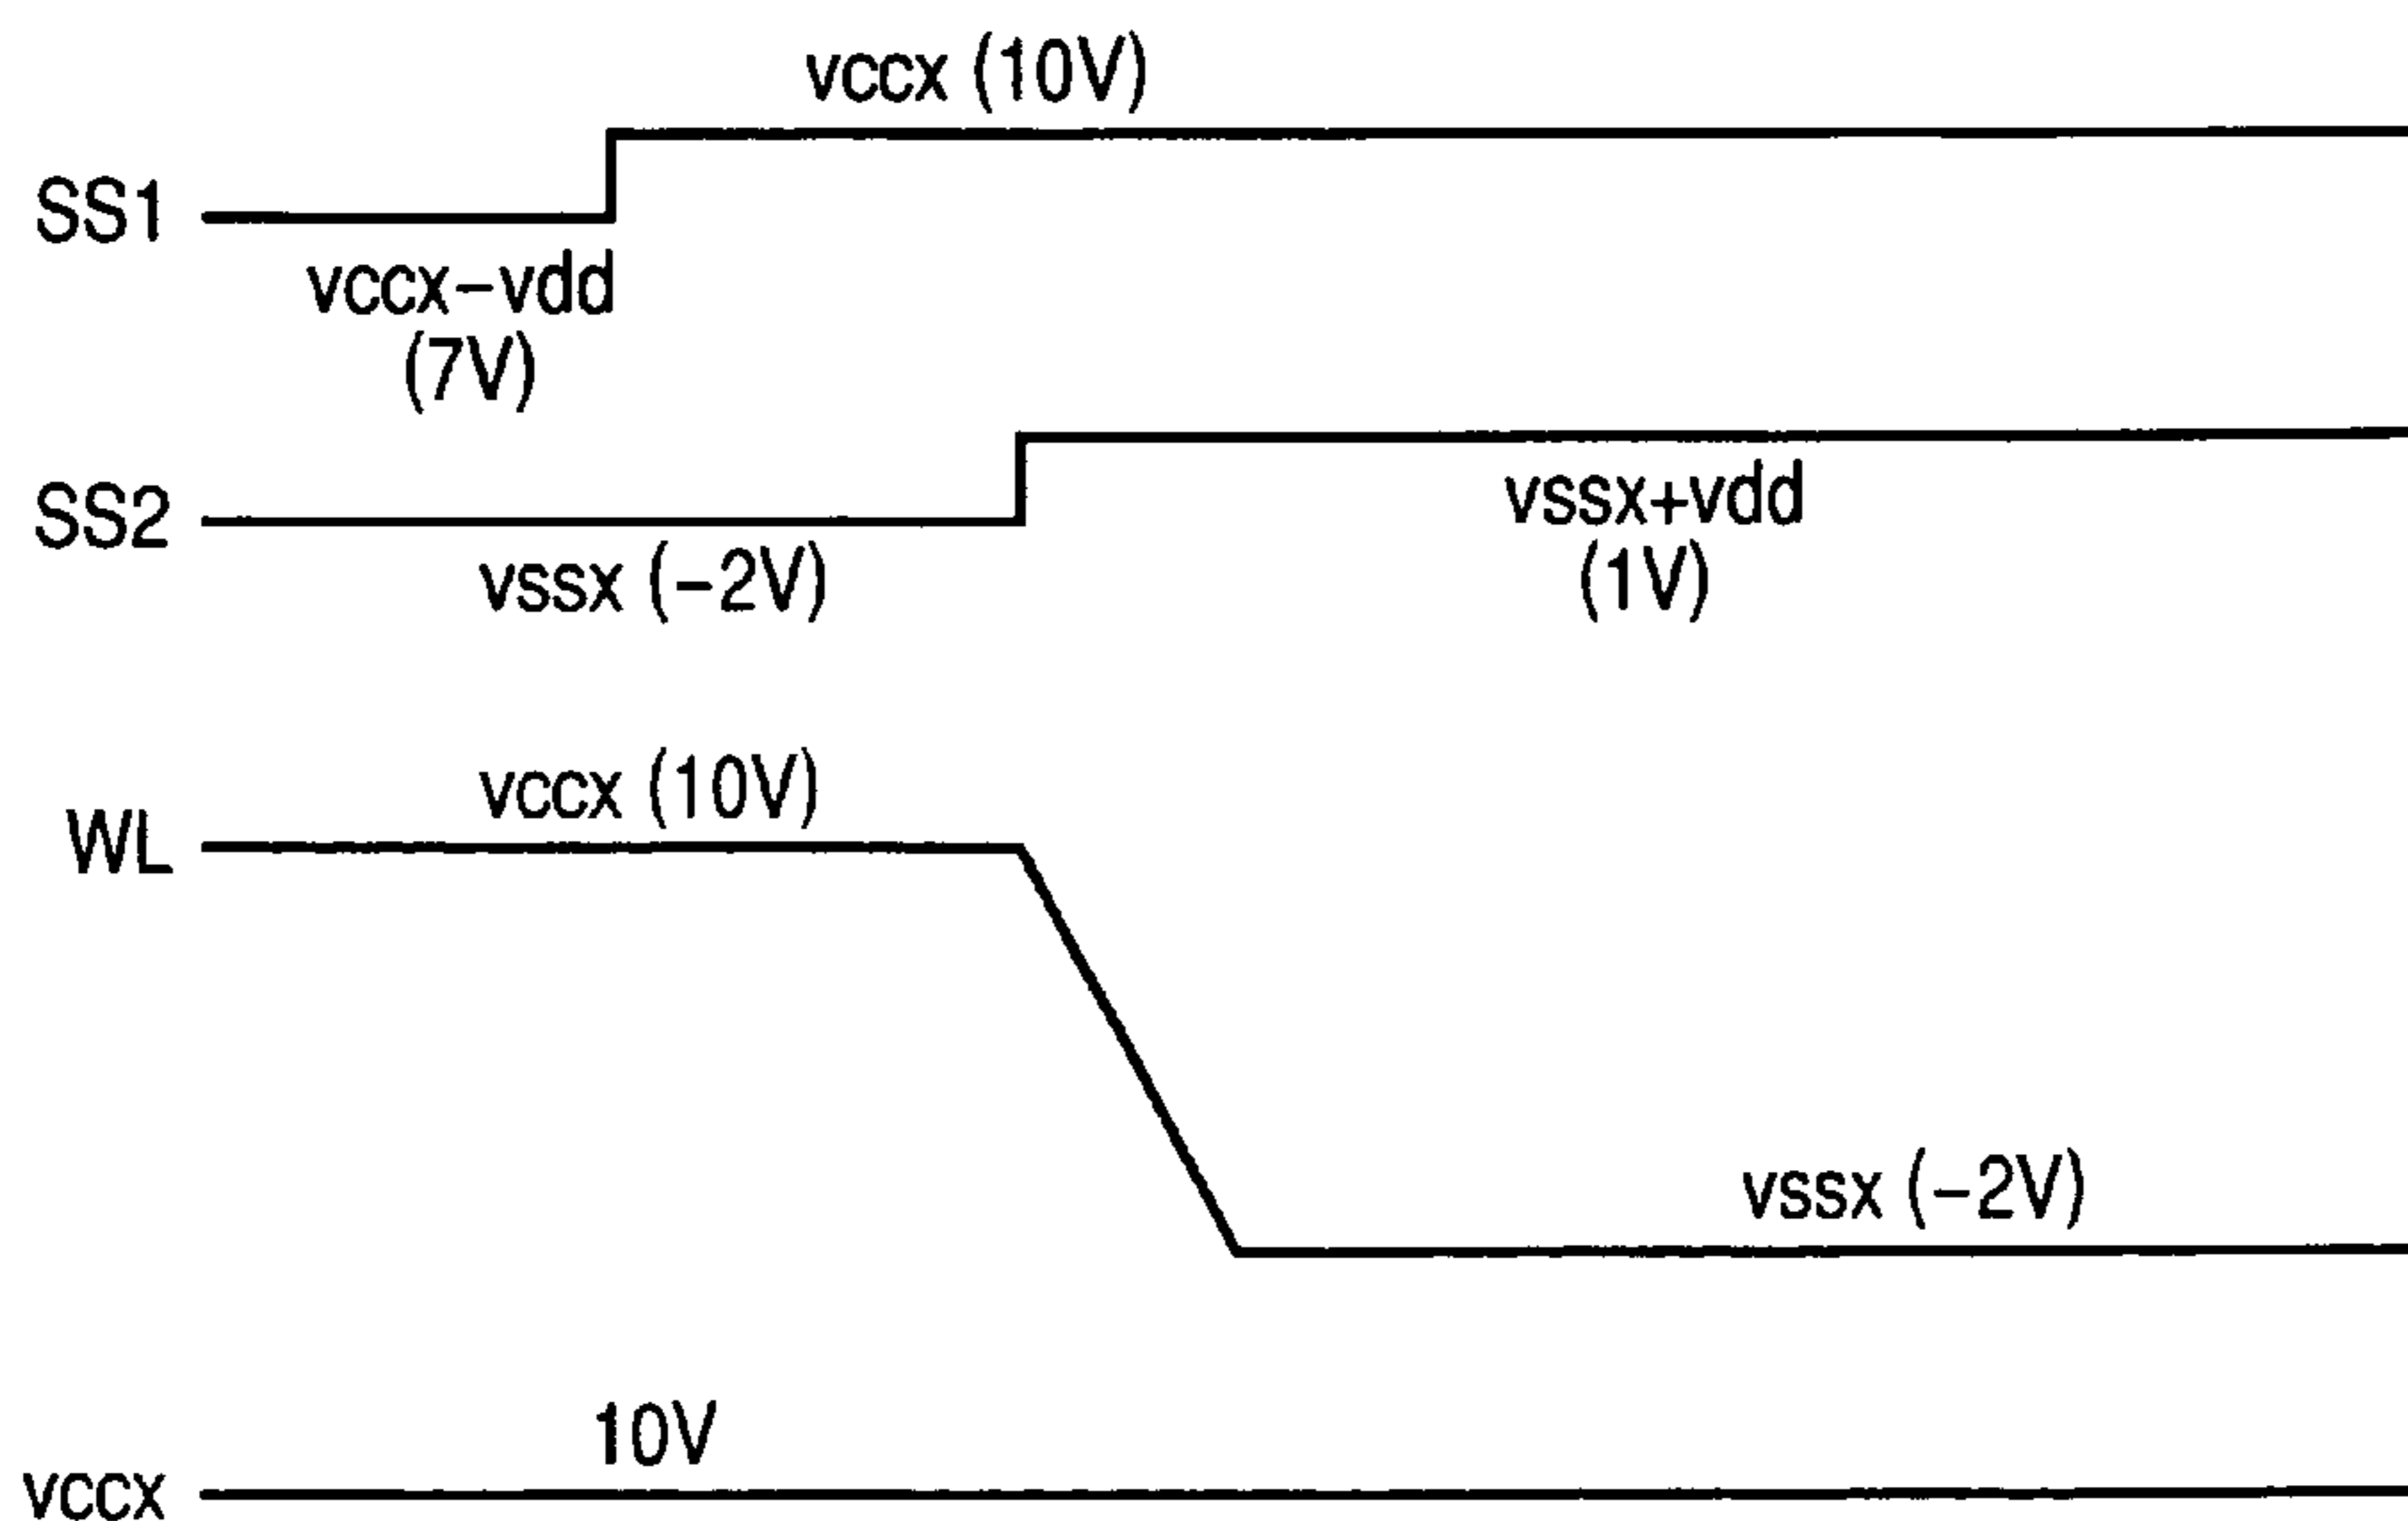 vccx (10V)
SS1
vccx−vdd
(7V)
SS2
vssx+vdd
(1V)
vssx (−2V)
vccx (10V)
WL
vssx (−2V)
10V
vccx